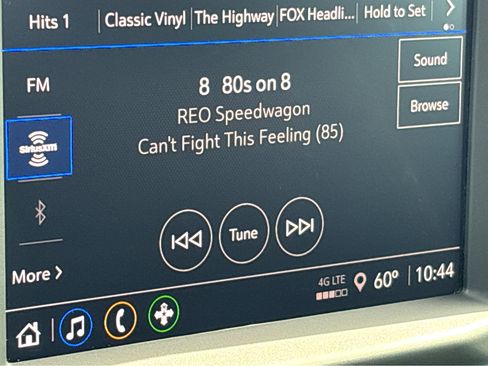 Hits 1 Classic Vinyl The Highway FOX Headli... Hold to Set
Sound
FM
8 80s on 8
REO Speedwagon
Browse
Can't Fight This Feeling (85)
SiriusXM
Tune
More
4G LTE 60° 10:44